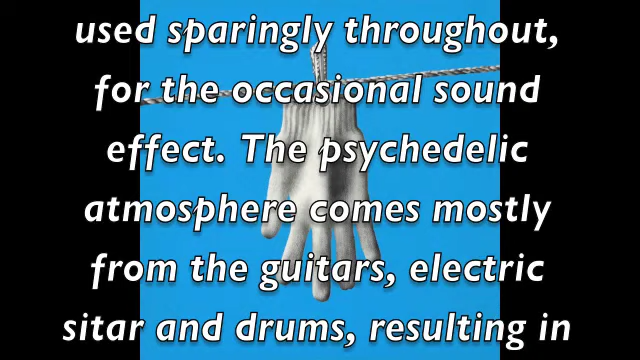 used sparingly throughout,
for the occasional sound
effect. The psychedelic
atmosphere comes mostly
from the guitars, electric
sitar and drums, resulting in